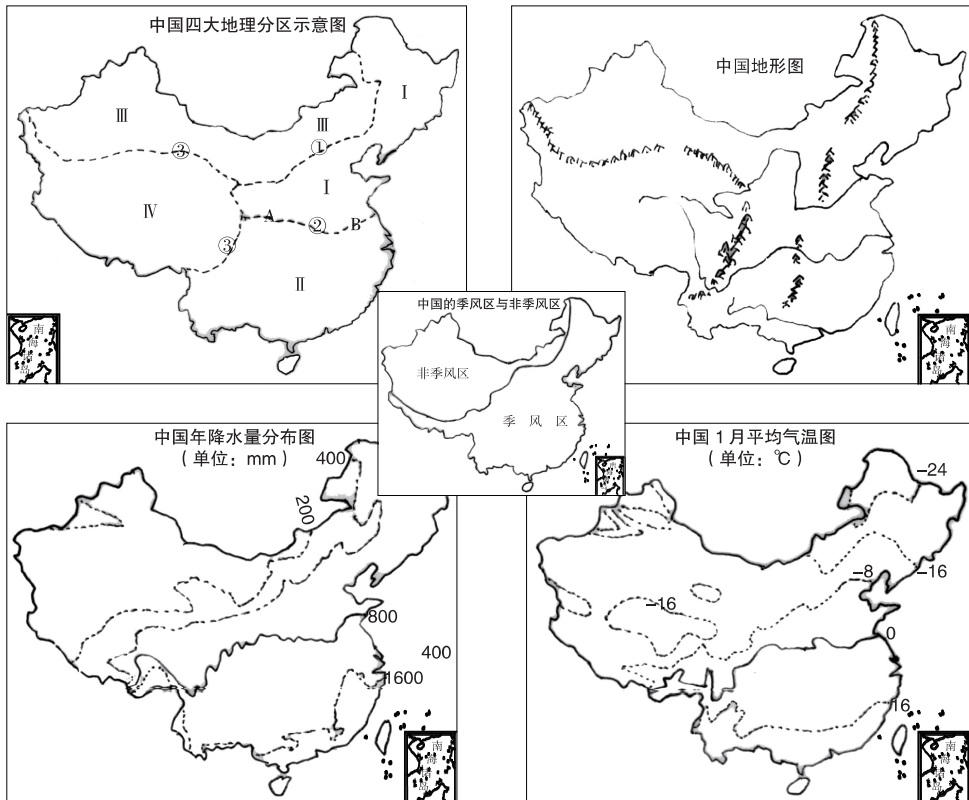 中国四大地理分区示意图
Ⅰ
Ⅲ
Ⅲ
①
③
Ⅰ
Ⅳ
A
②
B
③
Ⅱ
南
海
诸
岛
中国地形图
南
海
诸
岛
中国的季风区与非季风区
非季风区
季风区
南
海
诸
岛
中国年降水量分布图
(单位：mm)
400
200
800
400
1600
南
海
诸
岛
中国1月平均气温图
(单位：℃)
-24
-8
-16
-16
0
16
南
海
诸
岛